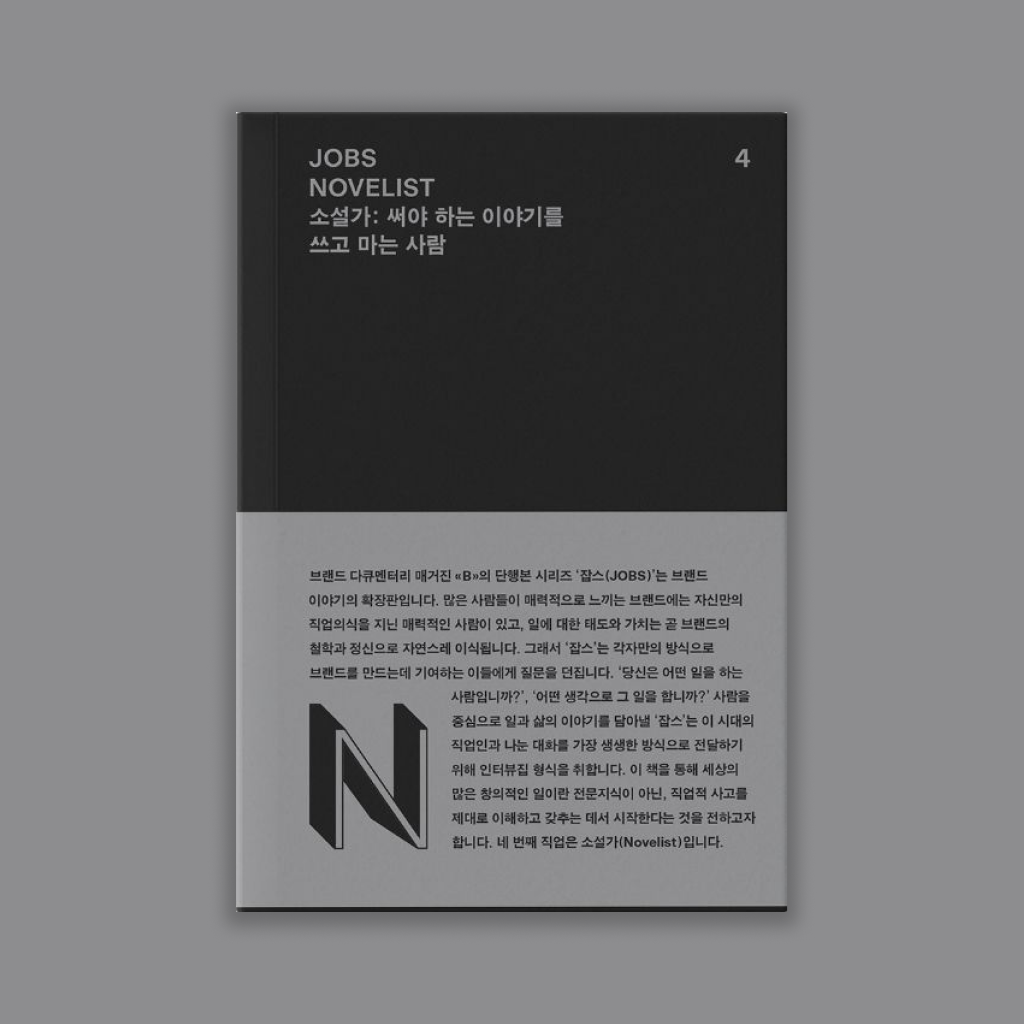 JOBS
4
NOVELIST
소설가: 써야 하는 이야기를
쓰고 마는 사람
브랜드 다큐멘터리 매거진 «B»의 단행본 시리즈 ‘잡스(JOBS)’는 브랜드
이야기의 확장판입니다. 많은 사람들이 매력적으로 느끼는 브랜드에는 자신만의
직업의식을 지닌 매력적인 사람이 있고, 일에 대한 태도와 가치는 곧 브랜드의
철학과 정신으로 자연스레 이식됩니다. 그래서 ‘잡스’는 각자만의 방식으로
브랜드를 만드는데 기여하는 이들에게 질문을 던집니다. ‘당신은 어떤 일을 하는
사람입니까?’, ‘어떤 생각으로 그 일을 합니까?’ 사람을
중심으로 일과 삶의 이야기를 담아낼 ‘잡스’는 이 시대의
직업인과 나눈 대화를 가장 생생한 방식으로 전달하기
위해 인터뷰집 형식을 취합니다. 이 책을 통해 세상의
많은 창의적인 일이란 전문지식이 아닌, 직업적 사고를
제대로 이해하고 갖추는 데서 시작한다는 것을 전하고자
합니다. 네 번째 직업은 소설가(Novelist)입니다.
N